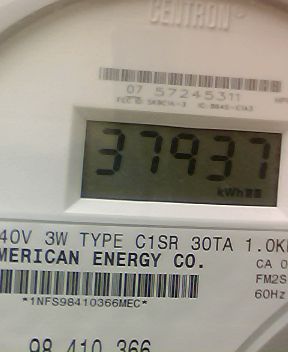 CENTRON
07 57245311
37937
kWh
40V 3W TYPE C1SR 30TA 1.0K
MERICAN ENERGY CO.
CA 0
FM2S
60Hz
*1NFS98410366MEC*
98 410 366